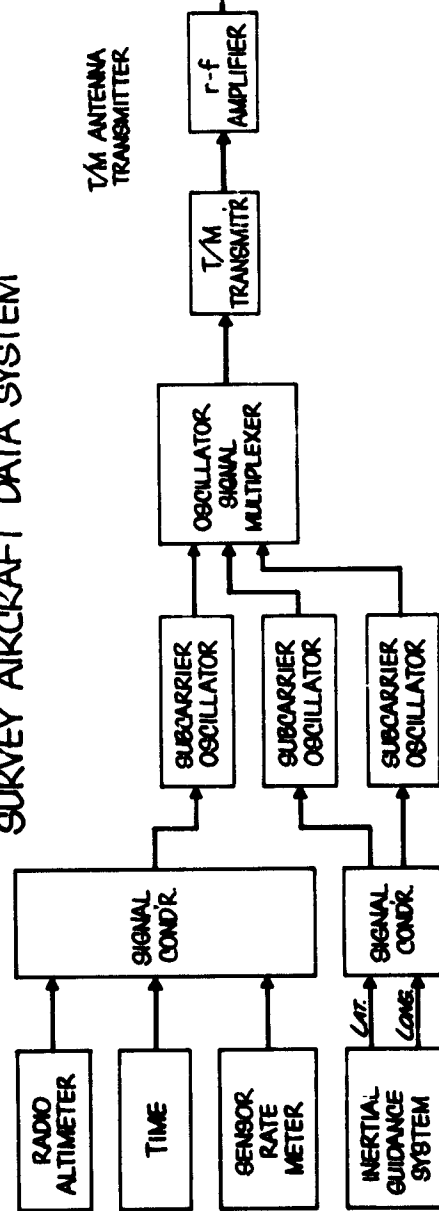 SURVEY AIRCRAFT DATA SYSTEM
T/M ANTENNA
TRANSMITTER
RADIO
ALTIMETER
TIME
SENSOR
RATE
METER
INERTIAL
GUIDANCE
SYSTEM
LAT.
LONG.
SIGNAL
COND'R.
SIGNAL
COND'R.
SUBCARRIER
OSCILLATOR
SUBCARRIER
OSCILLATOR
SUBCARRIER
OSCILLATOR
OSCILLATOR
SIGNAL
MULTIPLEXER
T/M
TRANSMIT'R.
r-f
AMPLIFIER